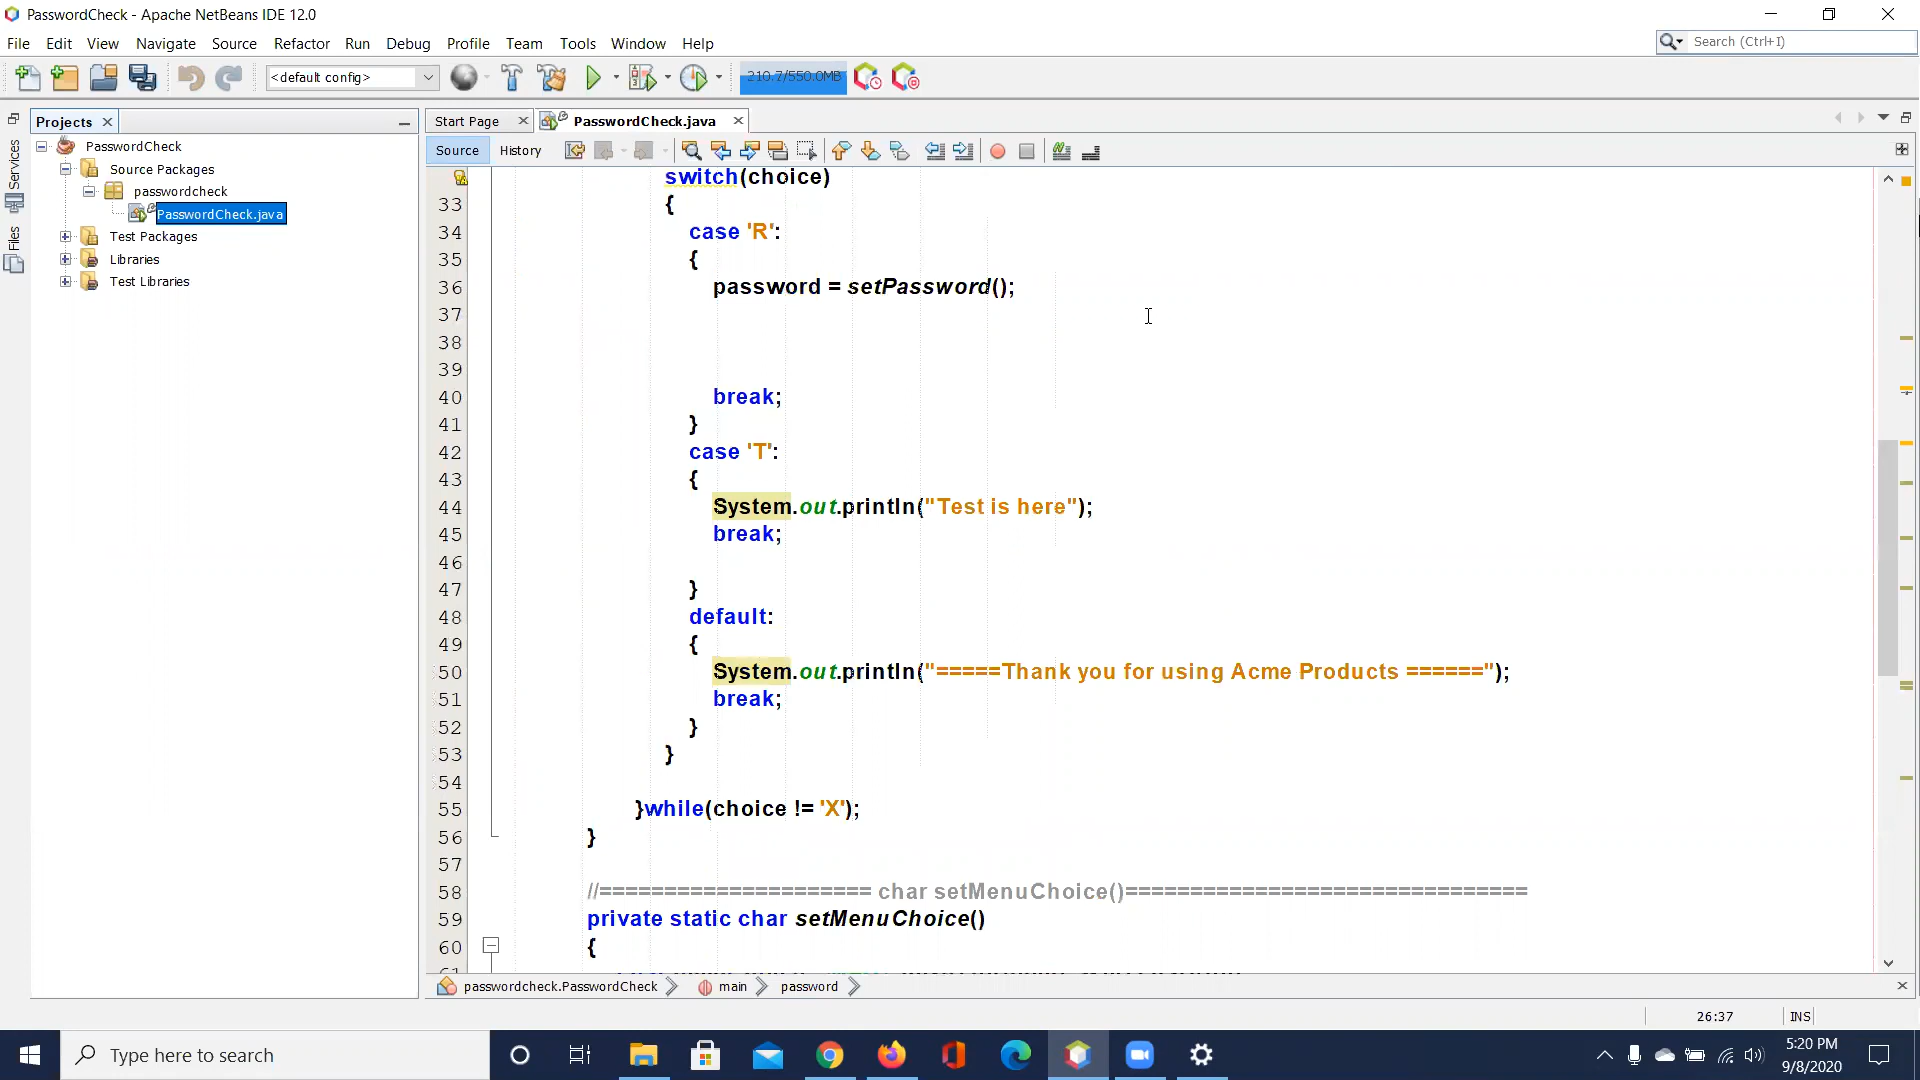 PasswordCheck - Apache NetBeans IDE 12.0
File Edit View Navigate Source Refactor Run Debug Profile Team Tools Window Help
Search (Ctrl+I)
<default config>
210.7/550.0MB
Projects
Start Page
PasswordCheck.java
Services
Files
PasswordCheck
Source Packages
passwordcheck
PasswordCheck.java
Test Packages
Libraries
Test Libraries
Source History
switch(choice)
33 {
34 case 'R':
35 {
36 password = setPassword();
37
38
39
40 break;
41 }
42 case 'T':
43 {
44 System.out.println("Test is here");
45 break;
46
47 }
48 default:
49 {
50 System.out.println("=====Thank you for using Acme Products ======");
51 break;
52 }
53 }
54
55 }while(choice != 'X');
56 }
57
58 //===================== char setMenuChoice()===============================
59 private static char setMenuChoice()
60 {
passwordcheck.PasswordCheck main password
26:37 INS
Type here to search
5:20 PM
9/8/2020